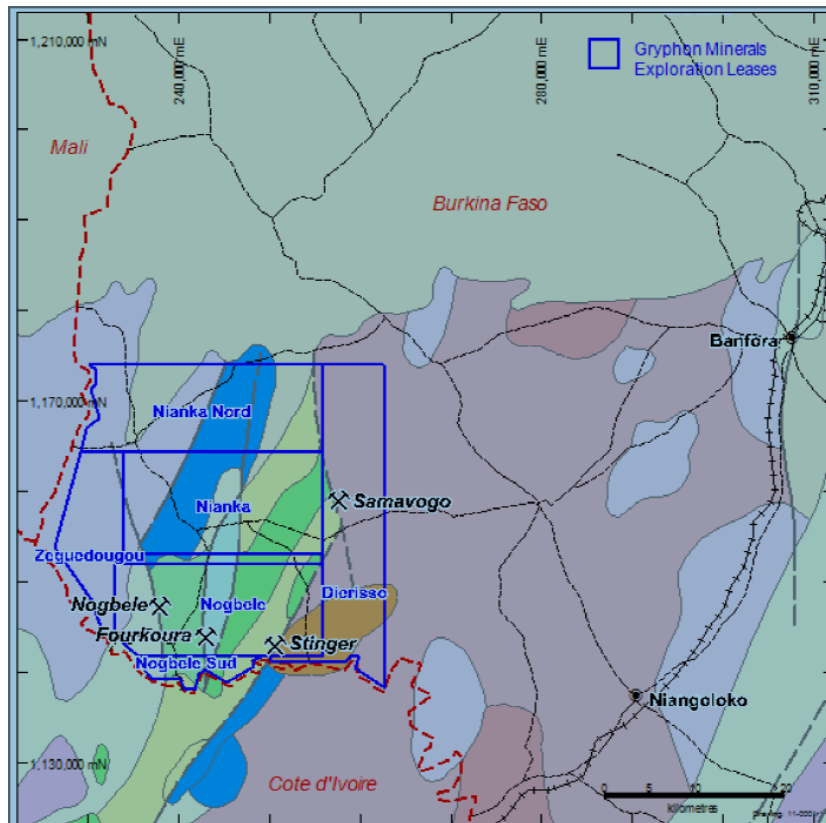 1,210,000 mN
240,000 mE
280,000 mE
310,000 mE
Gryphon Minerals
Exploration Leases
Mali
Burkina Faso
Banfora
1,170,000 mN
Nianka Nord
Nianka
Samavogo
Zeguedougou
Nogbele
Nogbele
Dierisso
Fourkoura
Stinger
Nogbele Sud
Niangoloko
1,130,000 mN
Cote d'Ivoire
0 5 10 20
kilometres